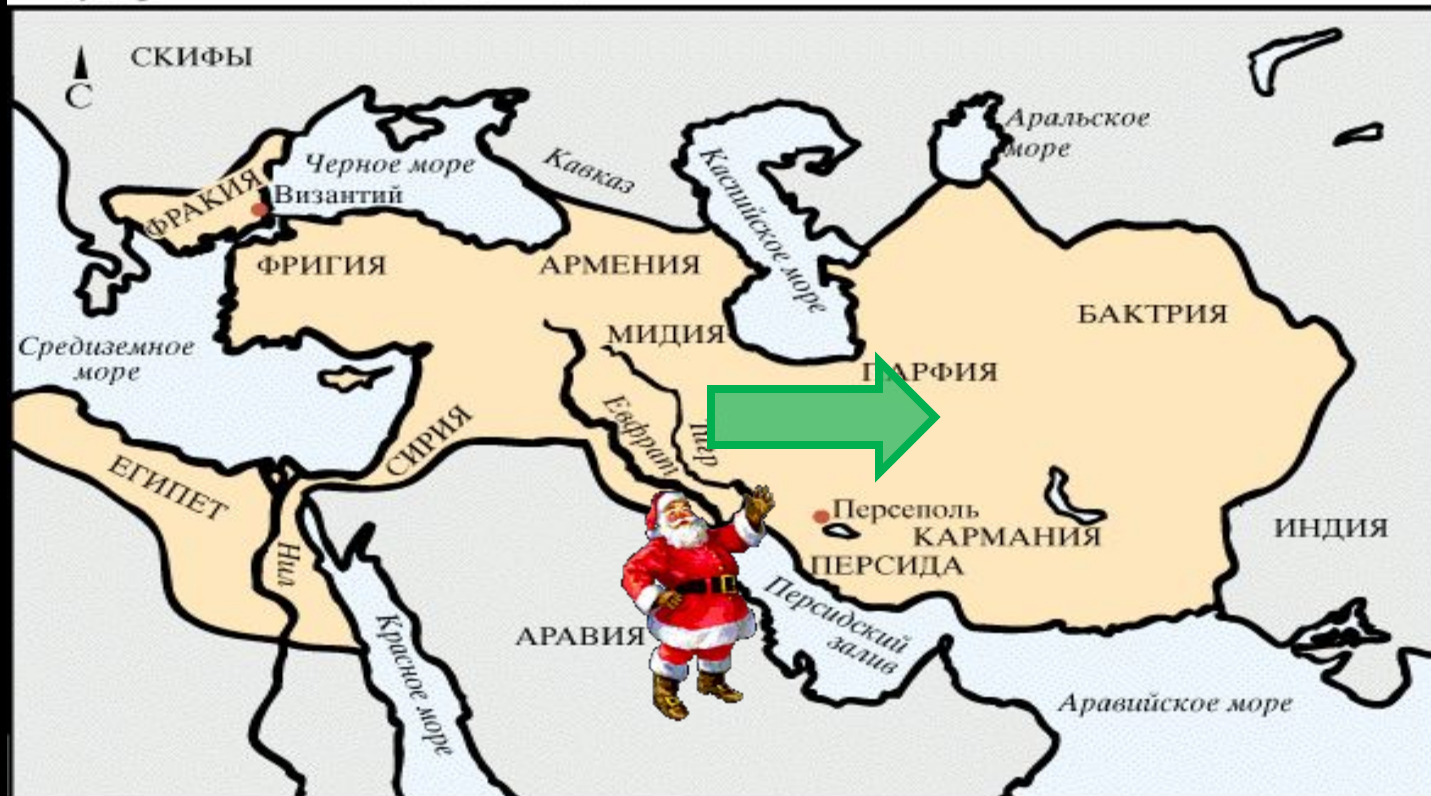 СКИФЫ
С
Аральское
море
Черное море
Кавказ
Каспийское море
ФРАКИЯ
Византий
ФРИГИЯ
АРМЕНИЯ
БАКТРИЯ
МИДИЯ
Средиземное
море
ПАРФИЯ
Евфрат
Тигр
СИРИЯ
ЕГИПЕТ
Персеполь
КАРМАНИЯ
ИНДИЯ
Нил
ПЕРСИДА
Персидский
залив
АРАВИЯ
Красное море
Аравийское море